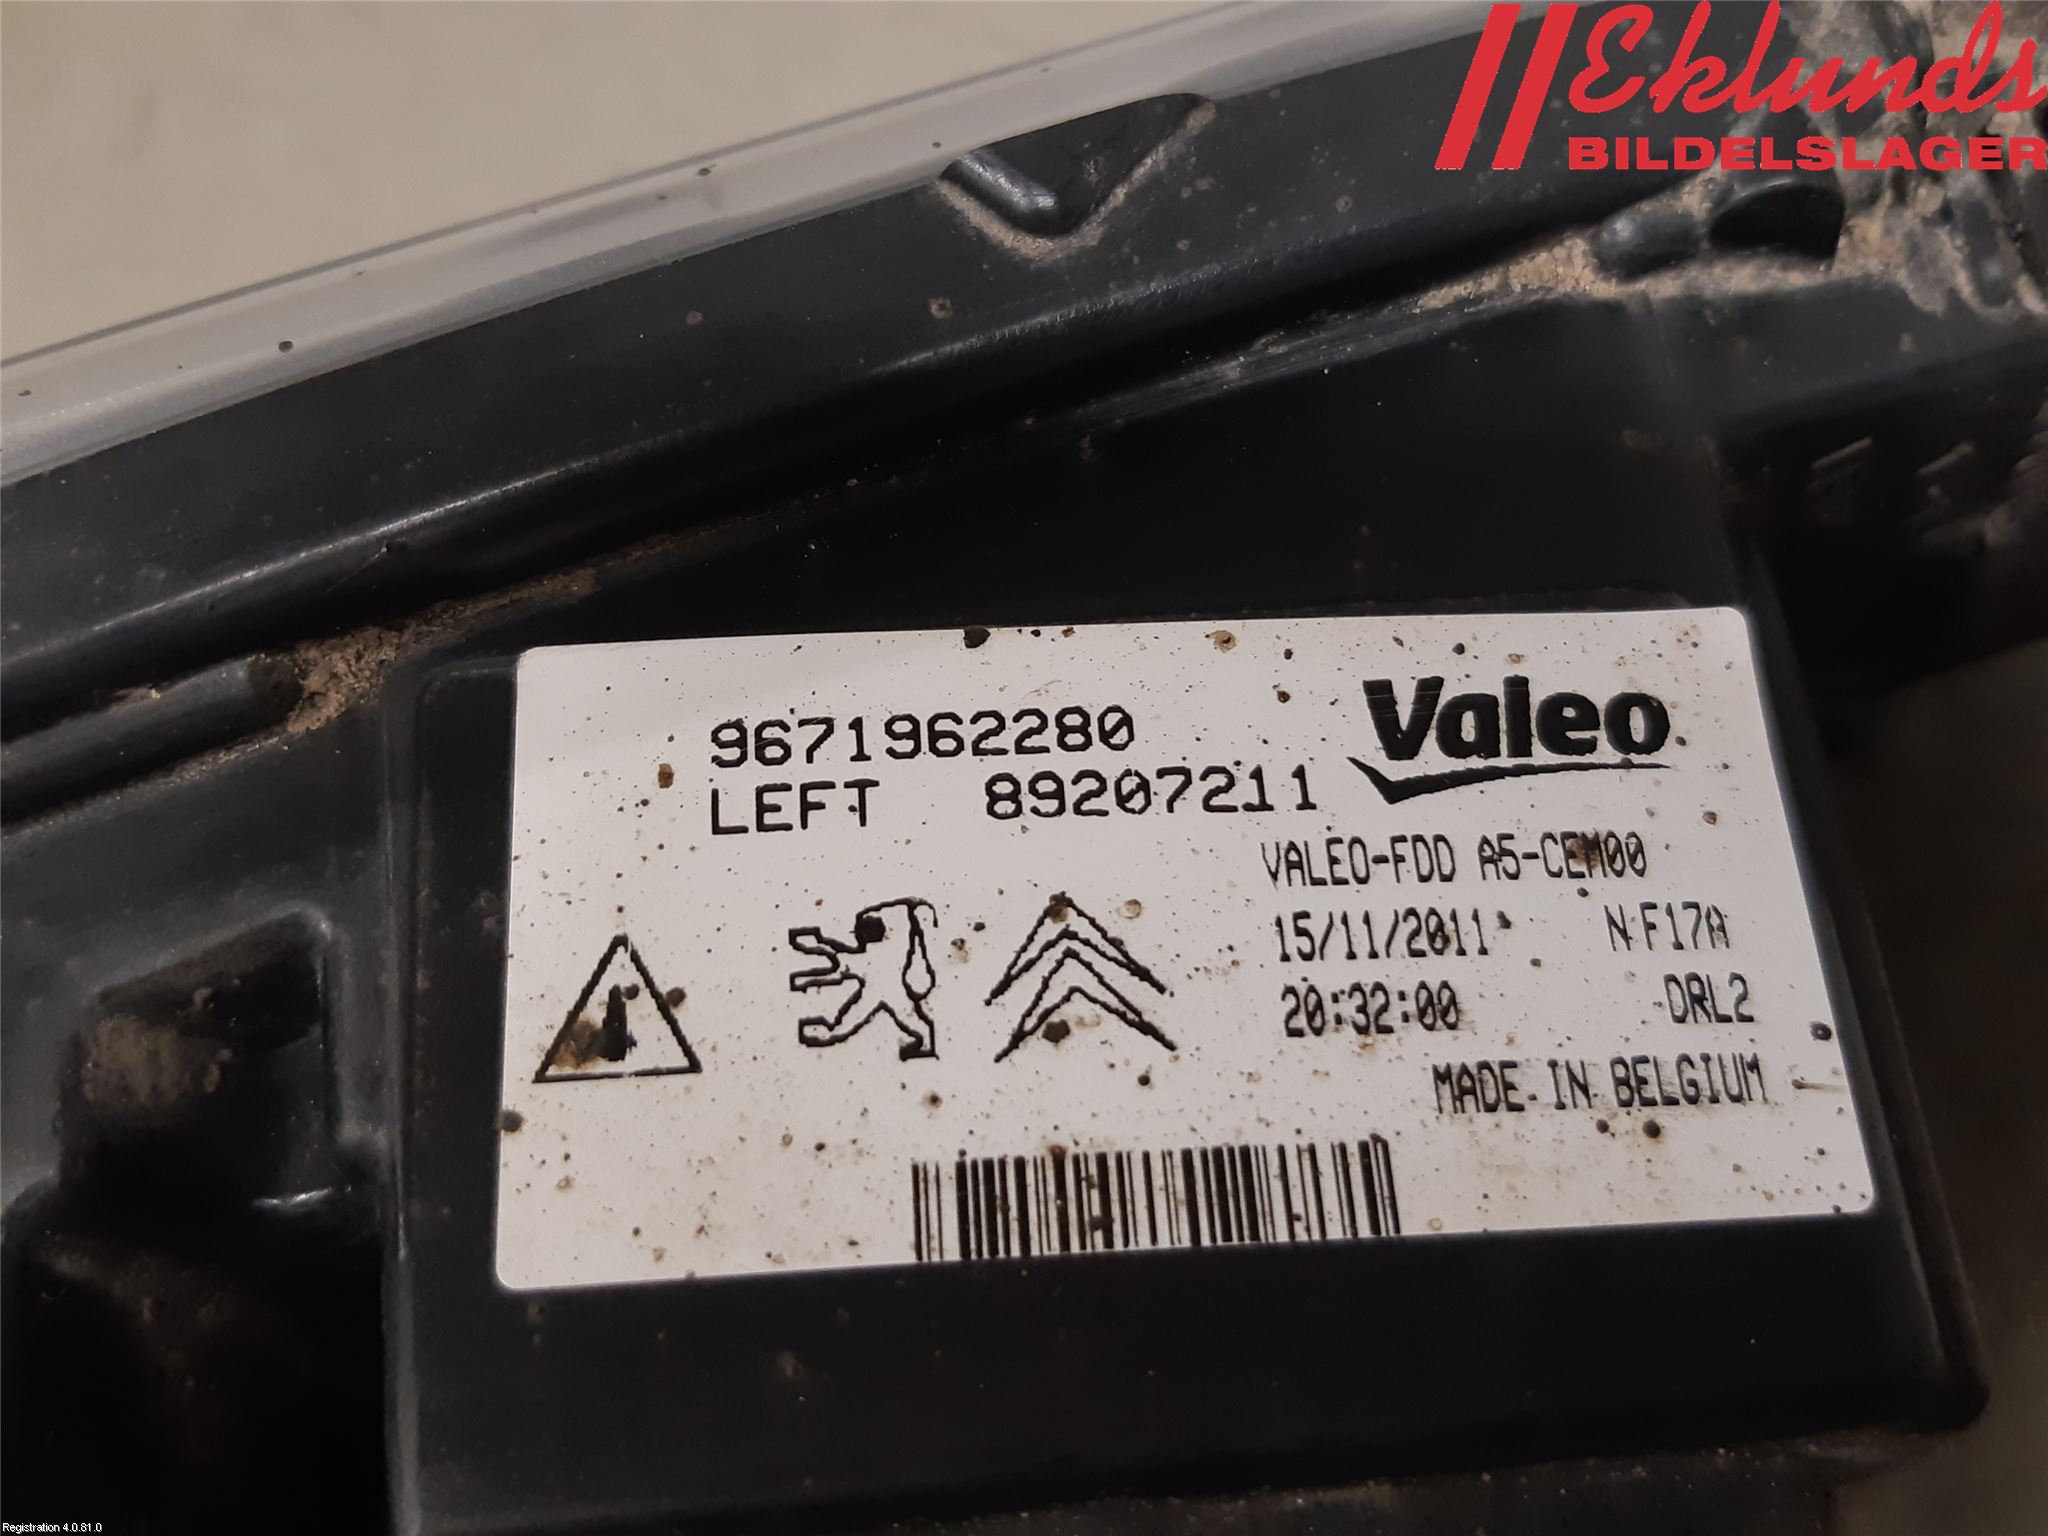 Eklunds
BILDELSLAGER
9671962280
Valeo
LEFT 89207211
VALEO-FDD A5-CEM00
15/11/2011 N F17A
20:32:00 DRL2
MADE IN BELGIUM
Registration 4.0.81.0